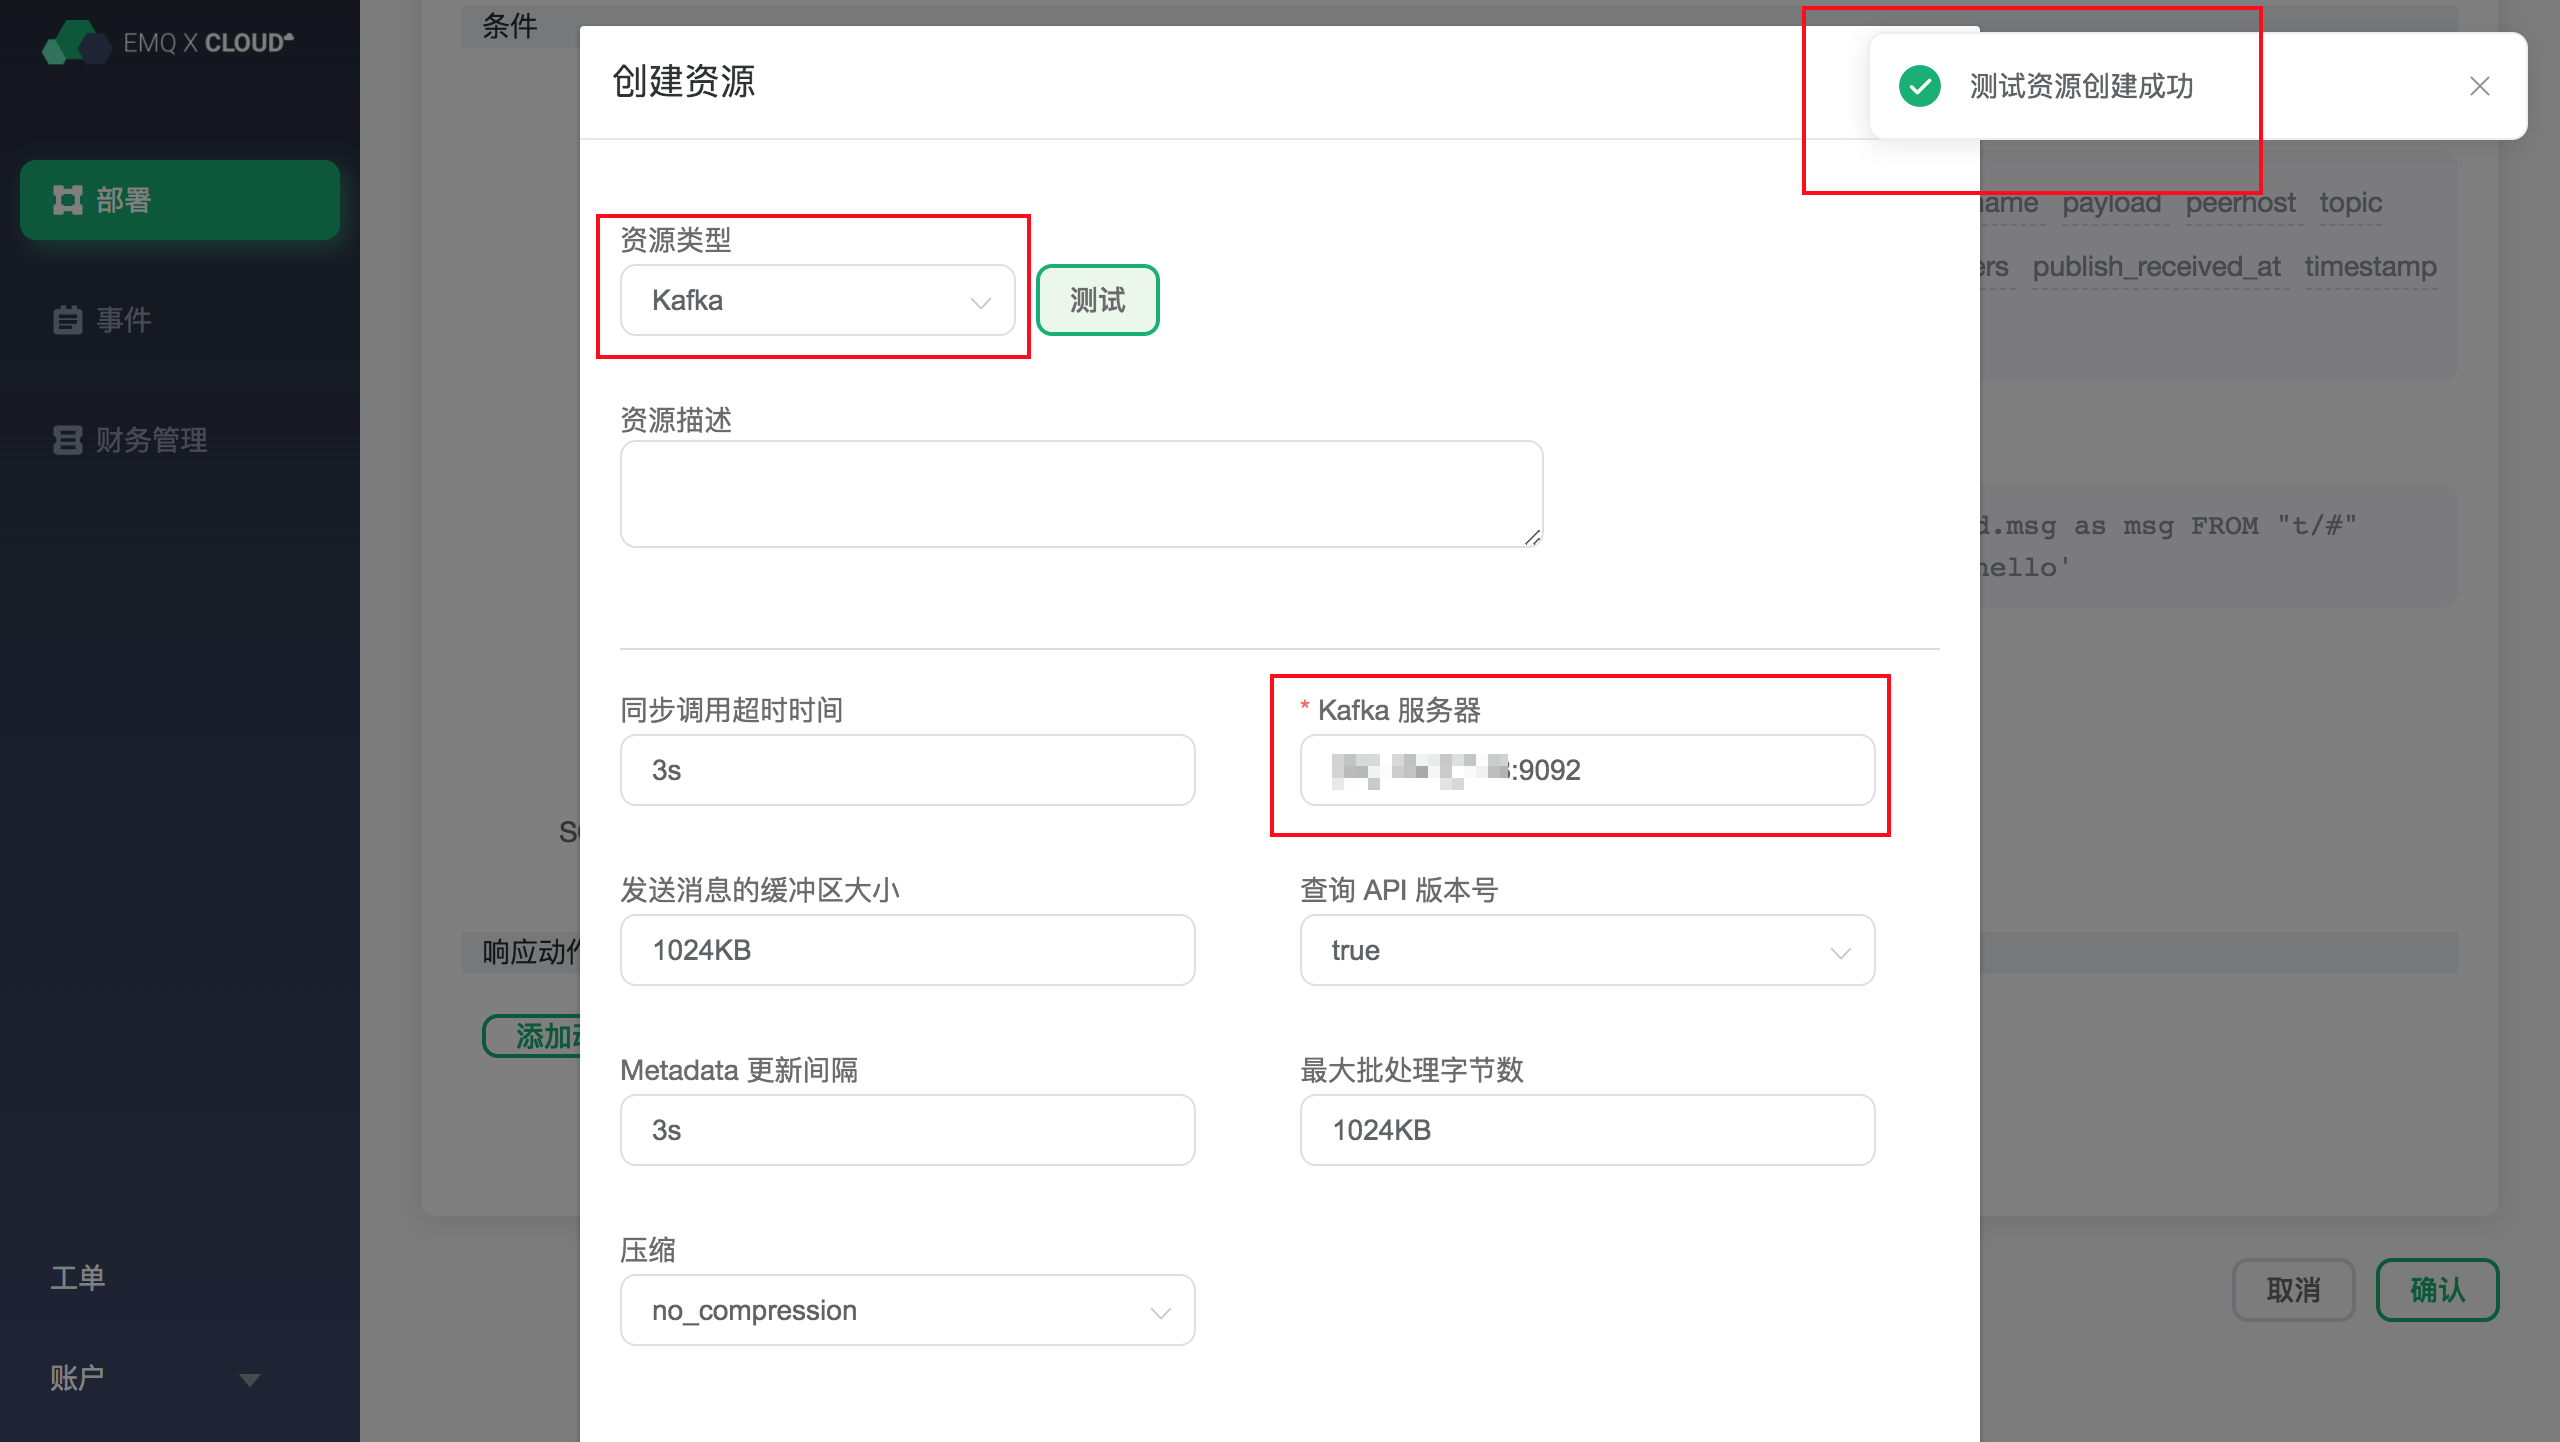 EMQ X CLOUD
部署
事件
财务管理
工单
账户
条件
创建资源
测试资源创建成功
资源类型
Kafka
测试
payload peerhost topic
publish_received_at timestamp
资源描述
as msg FROM "t/#"
同步调用超时时间
3s
* Kafka 服务器
:9092
发送消息的缓冲区大小
1024KB
查询 API 版本号
true
响应动作
添加
Metadata 更新间隔
3s
最大批处理字节数
1024KB
压缩
no_compression
取消
确认